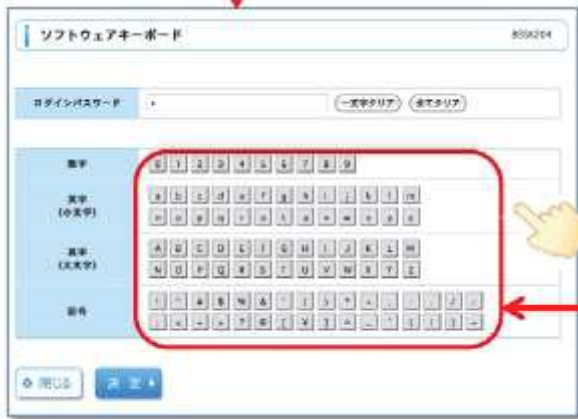 ソフトウェアキーボード
BSSK204
ログインパスワード
一文字クリア 全てクリア
数字 0 1 2 3 4 5 6 7 8 9
英字
(小文字)
a b c d e f g h i j k l m
n o p q r s t u v w x y z
英字
(大文字)
A B C D E F G H I J K L M
N O P Q R S T U V W X Y Z
記号
閉じる 決定